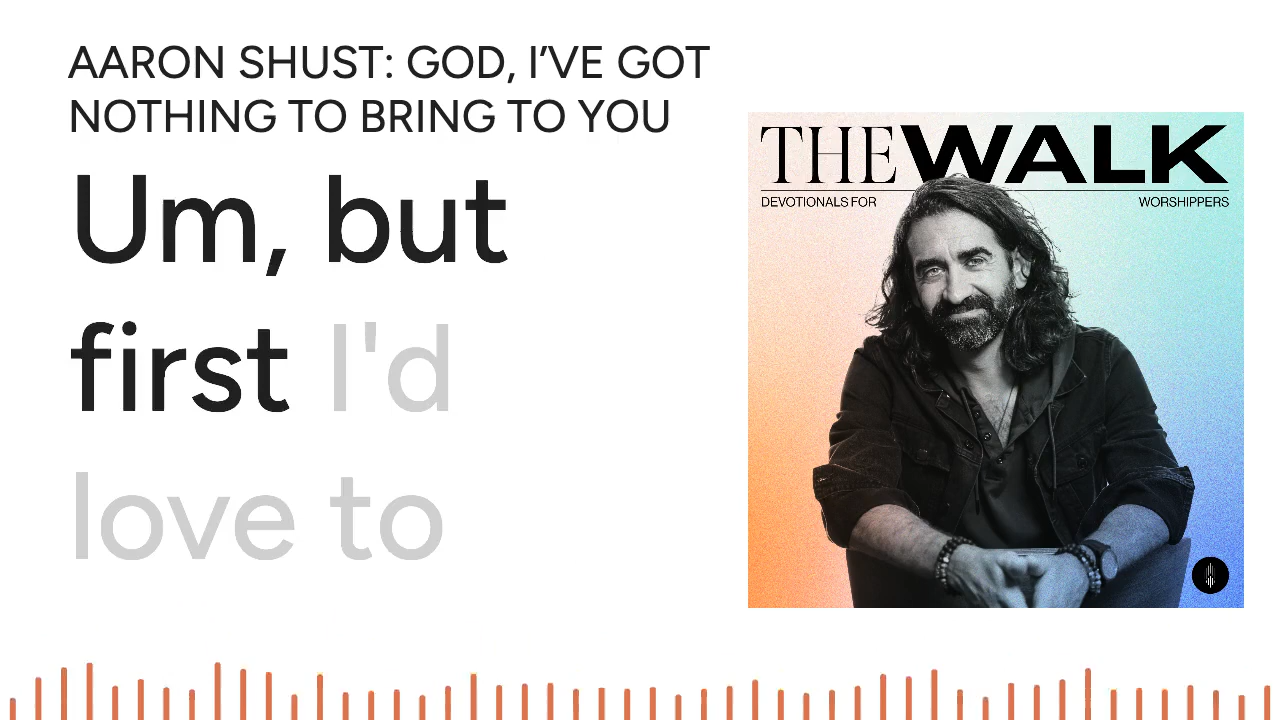 AARON SHUST: GOD, I’VE GOT
NOTHING TO BRING TO YOU
Um, but
first I'd
love to
THE WALK
DEVOTIONALS FOR WORSHIPPERS